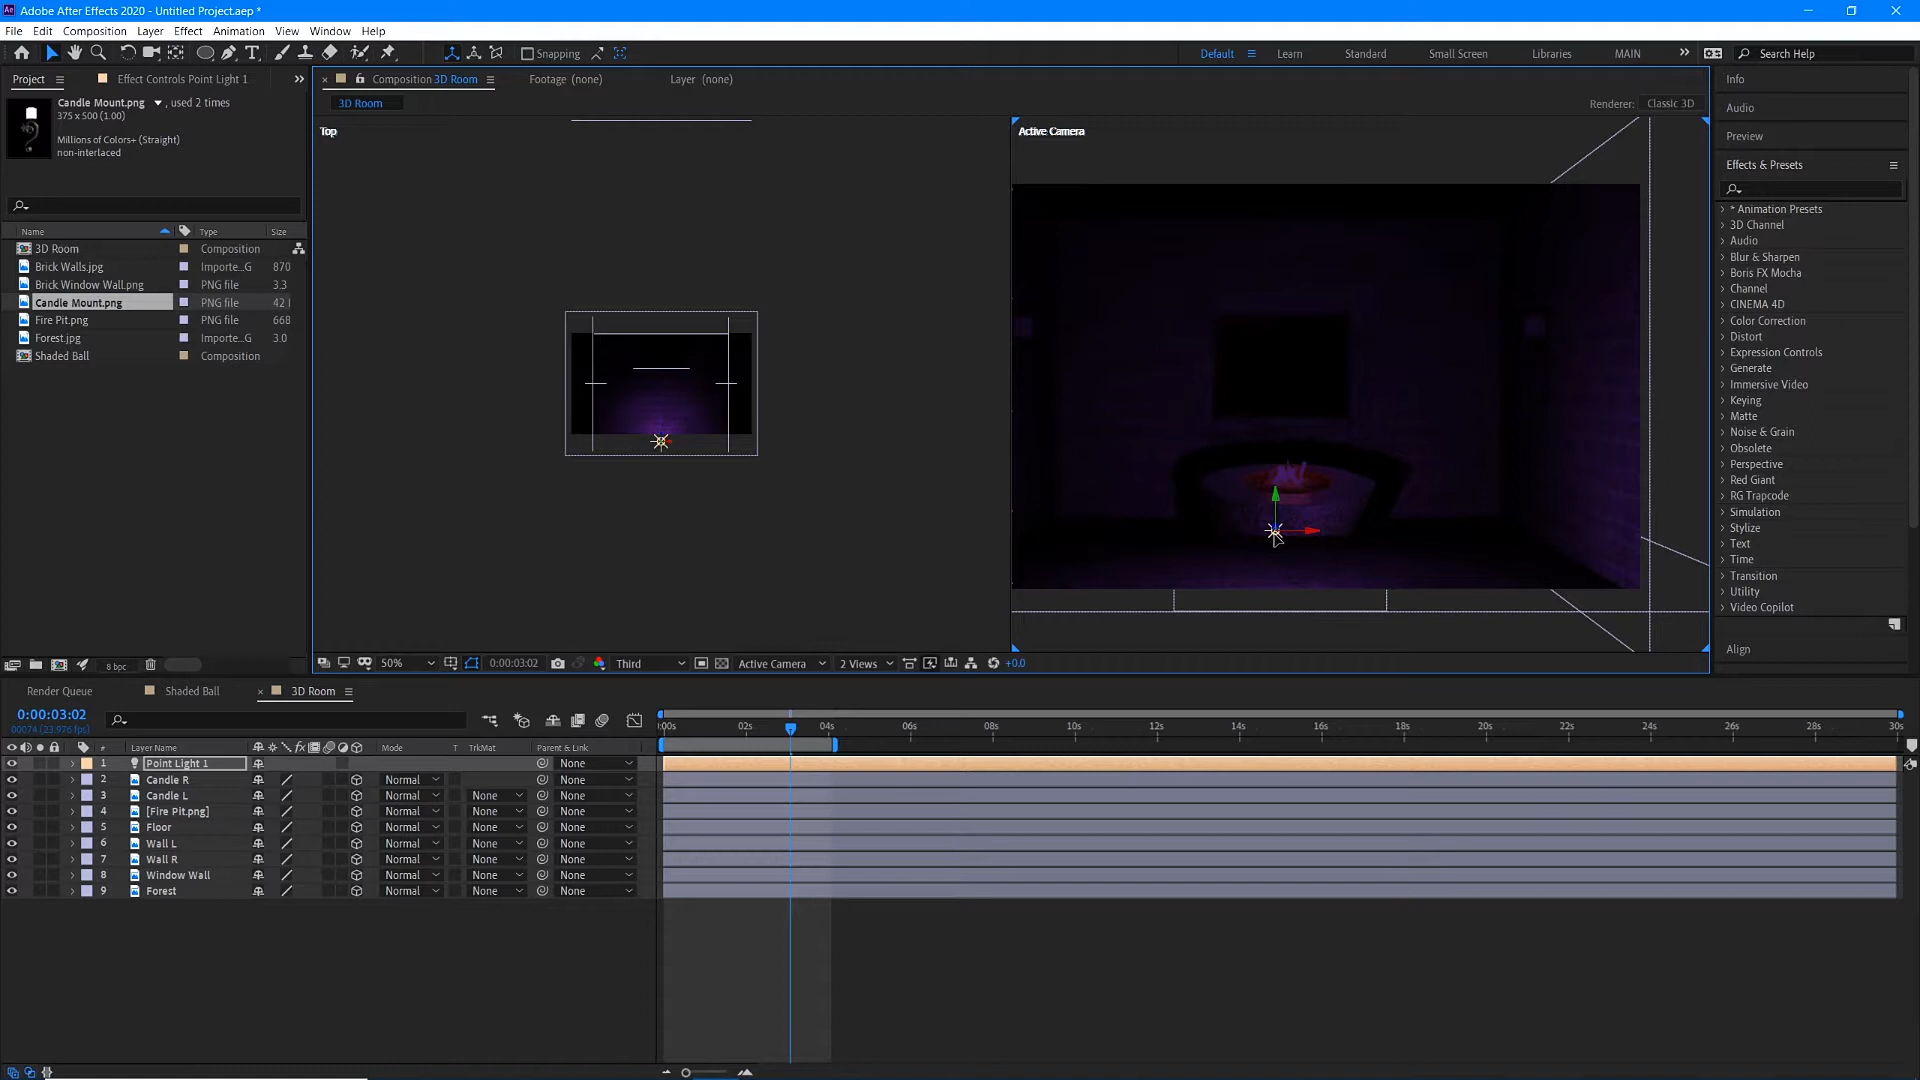 Adobe After Effects 2020 - Untitled Project.aep *
File Edit Composition Layer Effect Animation View Window Help
Snapping Default Learn Standard Small Screen Libraries MAIN Search Help
Project Effect Controls Point Light 1 Composition 3D Room Footage (none) Layer (none) Info
Candle Mount.png , used 2 times 3D Room Renderer: Classic 3D Audio
375 x 500 (1.00)
Top Active Camera Preview
Millions of Colors+ (Straight)
non-interlaced
Effects & Presets
Name Type Size
3D Room Composition
Brick Walls.jpg Importe...G 870
Brick Window Wall.png PNG file 3.3
Candle Mount.png PNG file 42
Fire Pit.png PNG file 668
Forest.jpg Importe...G 3.0
Shaded Ball Composition
* Animation Presets
3D Channel
Audio
Blur & Sharpen
Boris FX Mocha
Channel
CINEMA 4D
Color Correction
Distort
Expression Controls
Generate
Immersive Video
Keying
Matte
Noise & Grain
Obsolete
Perspective
Red Giant
RG Trapcode
Simulation
Stylize
Text
Time
Transition
Utility
Video Copilot
Align
8 bpc 50% 0:00:03:02 Third Active Camera 2 Views +0.0
Render Queue Shaded Ball × 3D Room
0:00:03:02
00074 (23.976 fps)
:00s 02s 04s 06s 08s 10s 12s 14s 16s 18s 20s 22s 24s 26s 28s 30s
# Layer Name Mode T TrkMat Parent & Link
1 Point Light 1 None
2 Candle R Normal None
3 Candle L Normal None None
4 [Fire Pit.png] Normal None None
5 Floor Normal None None
6 Wall L Normal None None
7 Wall R Normal None None
8 Window Wall Normal None None
9 Forest Normal None None